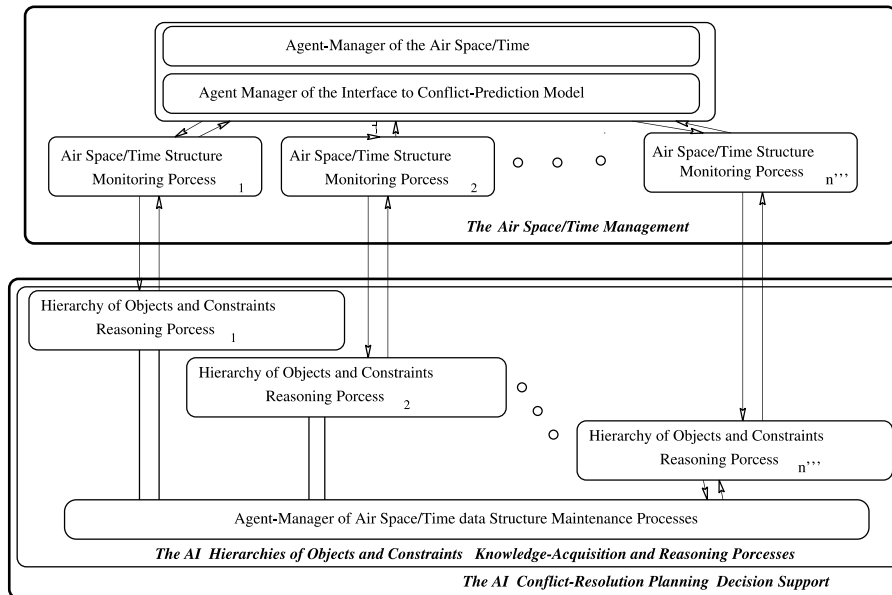 Agent-Manager of the Air Space/Time
Agent Manager of the Interface to Conflict-Prediction Model
Air Space/Time Structure
Monitoring Porcess 1
Air Space/Time Structure
Monitoring Porcess 2
Air Space/Time Structure
Monitoring Porcess n’’’
The Air Space/Time Management
Hierarchy of Objects and Constraints
Reasoning Porcess 1
Hierarchy of Objects and Constraints
Reasoning Porcess 2
Hierarchy of Objects and Constraints
Reasoning Porcess n’’’
Agent-Manager of Air Space/Time data Structure Maintenance Processes
The AI Hierarchies of Objects and Constraints Knowledge-Acquisition and Reasoning Porcesses
The AI Conflict-Resolution Planning Decision Support